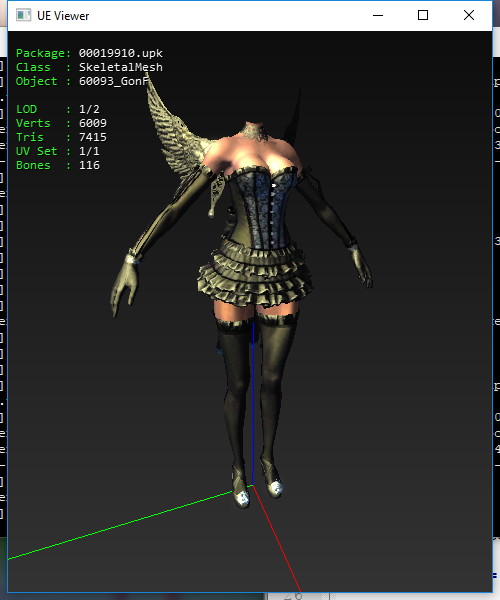 UE Viewer
Package: 00019910.upk
Class : SkeletalMesh
Object : 60093_GonF
LOD : 1/2
Verts : 6009
Tris : 7415
UV Set : 1/1
Bones : 116